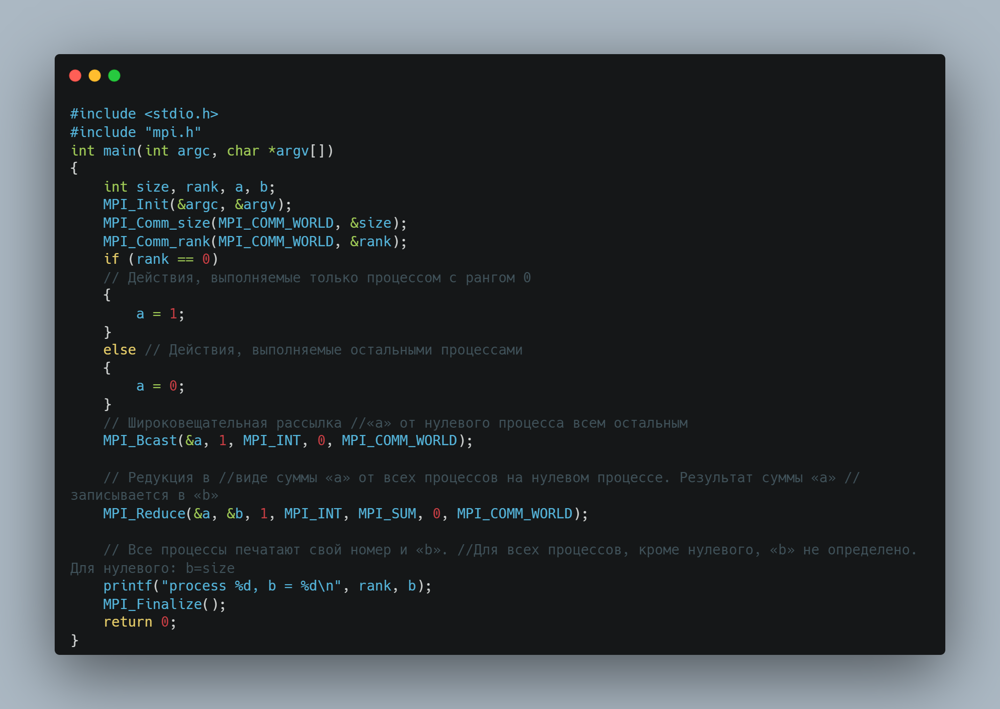 #include <stdio.h>
#include "mpi.h"
int main(int argc, char *argv[])
{
    int size, rank, a, b;
    MPI_Init(&argc, &argv);
    MPI_Comm_size(MPI_COMM_WORLD, &size);
    MPI_Comm_rank(MPI_COMM_WORLD, &rank);
    if (rank == 0)
    // Действия, выполняемые только процессом с рангом 0
    {
        a = 1;
    }
    else // Действия, выполняемые остальными процессами
    {
        a = 0;
    }
    // Широковещательная рассылка //«a» от нулевого процесса всем остальным
    MPI_Bcast(&a, 1, MPI_INT, 0, MPI_COMM_WORLD);
    // Редукция в //виде суммы «a» от всех процессов на нулевом процессе. Результат суммы «a» //
записывается в «b»
    MPI_Reduce(&a, &b, 1, MPI_INT, MPI_SUM, 0, MPI_COMM_WORLD);
    // Все процессы печатают свой номер и «b». //Для всех процессов, кроме нулевого, «b» не определено.
Для нулевого: b=size
    printf("process %d, b = %d\n", rank, b);
    MPI_Finalize();
    return 0;
}